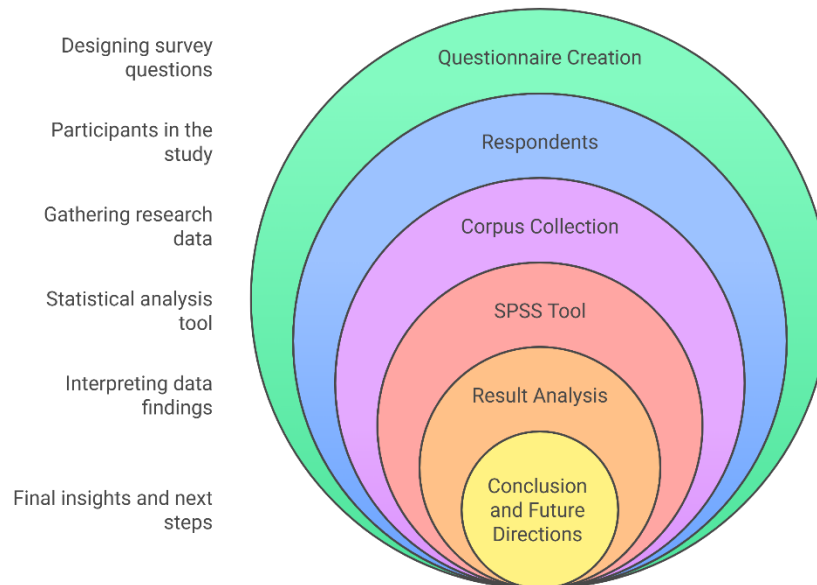 Designing survey
questions
Questionnaire Creation
Participants in the
study
Respondents
Gathering research
data
Corpus Collection
Statistical analysis
tool
SPSS Tool
Interpreting data
findings
Result Analysis
Final insights and next
steps
Conclusion
and Future
Directions